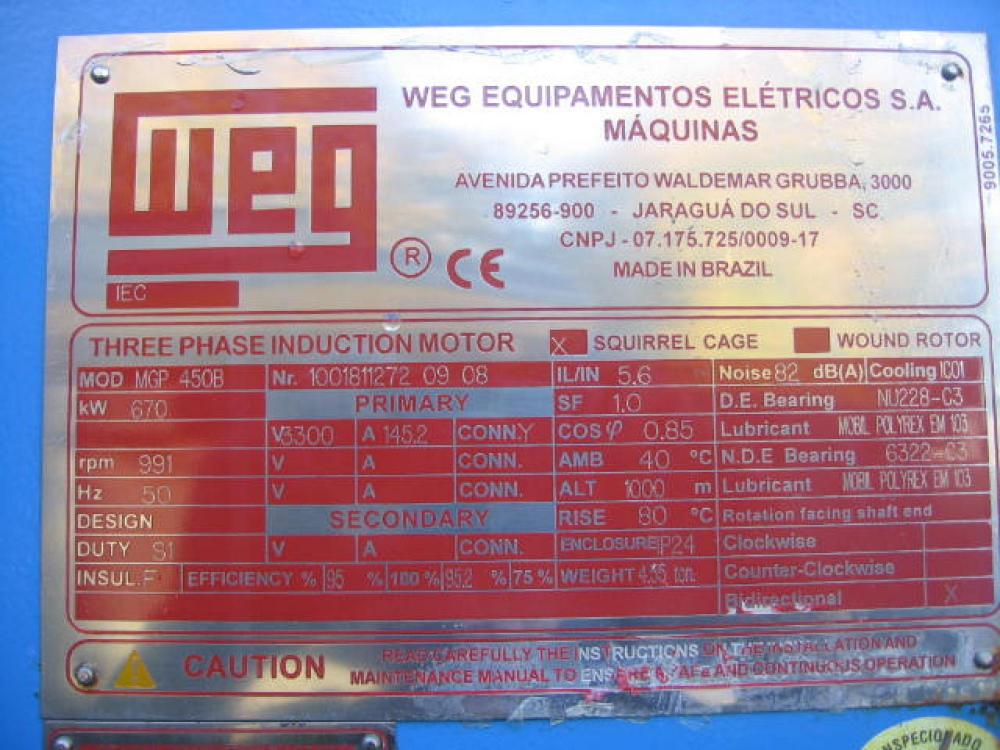 weg
IEC
® CE
WEG EQUIPAMENTOS ELÉTRICOS S.A.
MÁQUINAS
AVENIDA PREFEITO WALDEMAR GRUBBA, 3000
89256-900 - JARAGUÁ DO SUL - SC
CNPJ - 07.175.725/0009-17
MADE IN BRAZIL
9005.7265
THREE PHASE INDUCTION MOTOR X SQUIRREL CAGE WOUND ROTOR
MOD MGP 450B Nr. 1001811272 09 08 IL/IN 5.6 Noise 82 dB(A) Cooling IC01
kW 670 PRIMARY SF 1.0 D.E. Bearing NU228-C3
V 3300 A 145.2 CONN. Y COS φ 0.85 Lubricant MOBIL POLYREX EM 103
rpm 991 V A CONN. AMB 40 °C N.D.E Bearing 6322-C3
Hz 50 V A CONN. ALT 1000 m Lubricant MOBIL POLYREX EM 103
DESIGN SECONDARY RISE 80 °C Rotation facing shaft end
DUTY S1 V A CONN. ENCLOSURE IP24 Clockwise
INSUL. F EFFICIENCY % 95 % 100 % 95.2 % 75 % WEIGHT 4.35 ton. Counter-Clockwise
Bidirectional X
CAUTION
READ CAREFULLY THE INSTRUCTIONS ON THE INSTALLATION AND
MAINTENANCE MANUAL TO ENSURE A SAFE AND CONTINUOUS OPERATION
INSPECIONADO